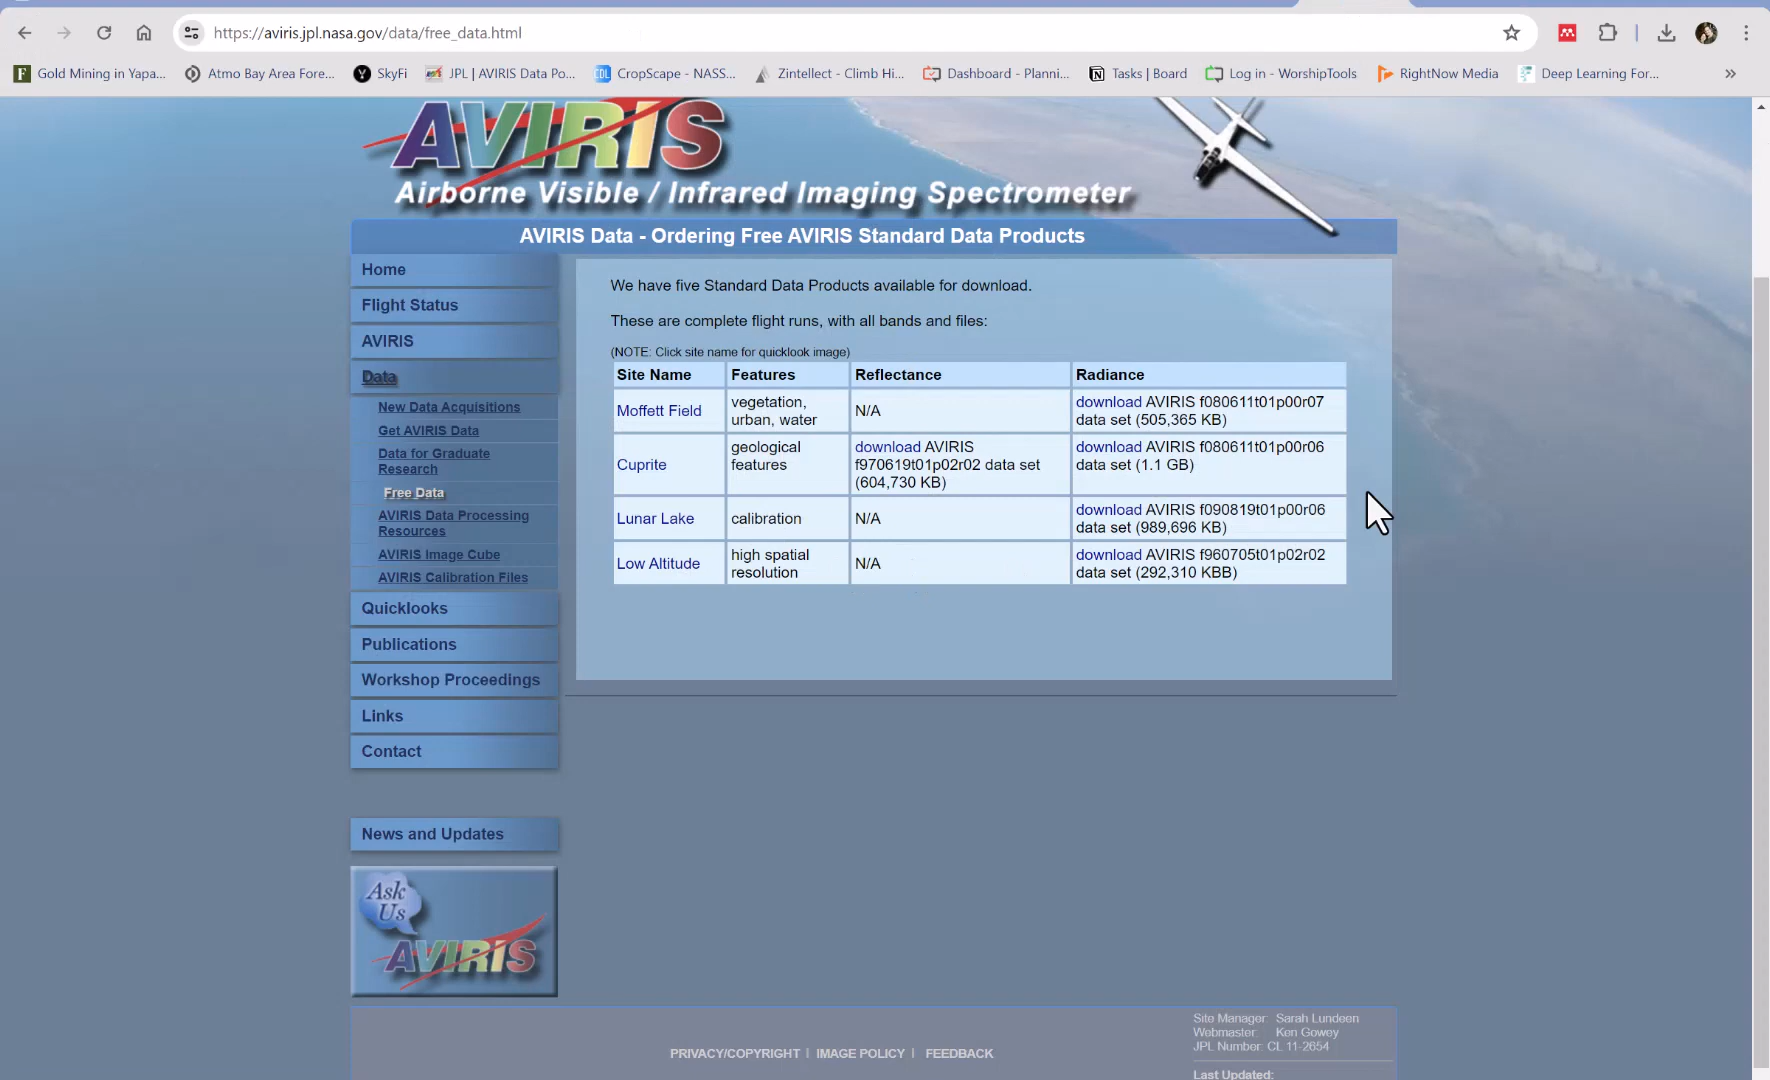 https://aviris.jpl.nasa.gov/data/free_data.html
Gold Mining in Yapa...
Atmo Bay Area Fore...
SkyFi
JPL | AVIRIS Data Po...
CropScape - NASS...
Zintellect - Climb Hi...
Dashboard - Planni...
Tasks | Board
Log in - WorshipTools
RightNow Media
Deep Learning For...
AVIRIS
Airborne Visible / Infrared Imaging Spectrometer
AVIRIS Data - Ordering Free AVIRIS Standard Data Products
Home
Flight Status
AVIRIS
Data
New Data Acquisitions
Get AVIRIS Data
Data for Graduate
Research
Free Data
AVIRIS Data Processing
Resources
AVIRIS Image Cube
AVIRIS Calibration Files
Quicklooks
Publications
Workshop Proceedings
Links
Contact
News and Updates
Ask
Us
AVIRIS
We have five Standard Data Products available for download.
These are complete flight runs, with all bands and files:
(NOTE: Click site name for quicklook image)
Site Name Features Reflectance Radiance
Moffett Field
vegetation,
urban, water
N/A
download AVIRIS f080611t01p00r07
data set (505,365 KB)
Cuprite
geological
features
download AVIRIS
f970619t01p02r02 data set
(604,730 KB)
download AVIRIS f080611t01p00r06
data set (1.1 GB)
Lunar Lake
calibration
N/A
download AVIRIS f090819t01p00r06
data set (989,696 KB)
Low Altitude
high spatial
resolution
N/A
download AVIRIS f960705t01p02r02
data set (292,310 KBB)
PRIVACY/COPYRIGHT | IMAGE POLICY | FEEDBACK
Site Manager: Sarah Lundeen
Webmaster: Ken Gowey
JPL Number: CL 11-2654
Last Updated: